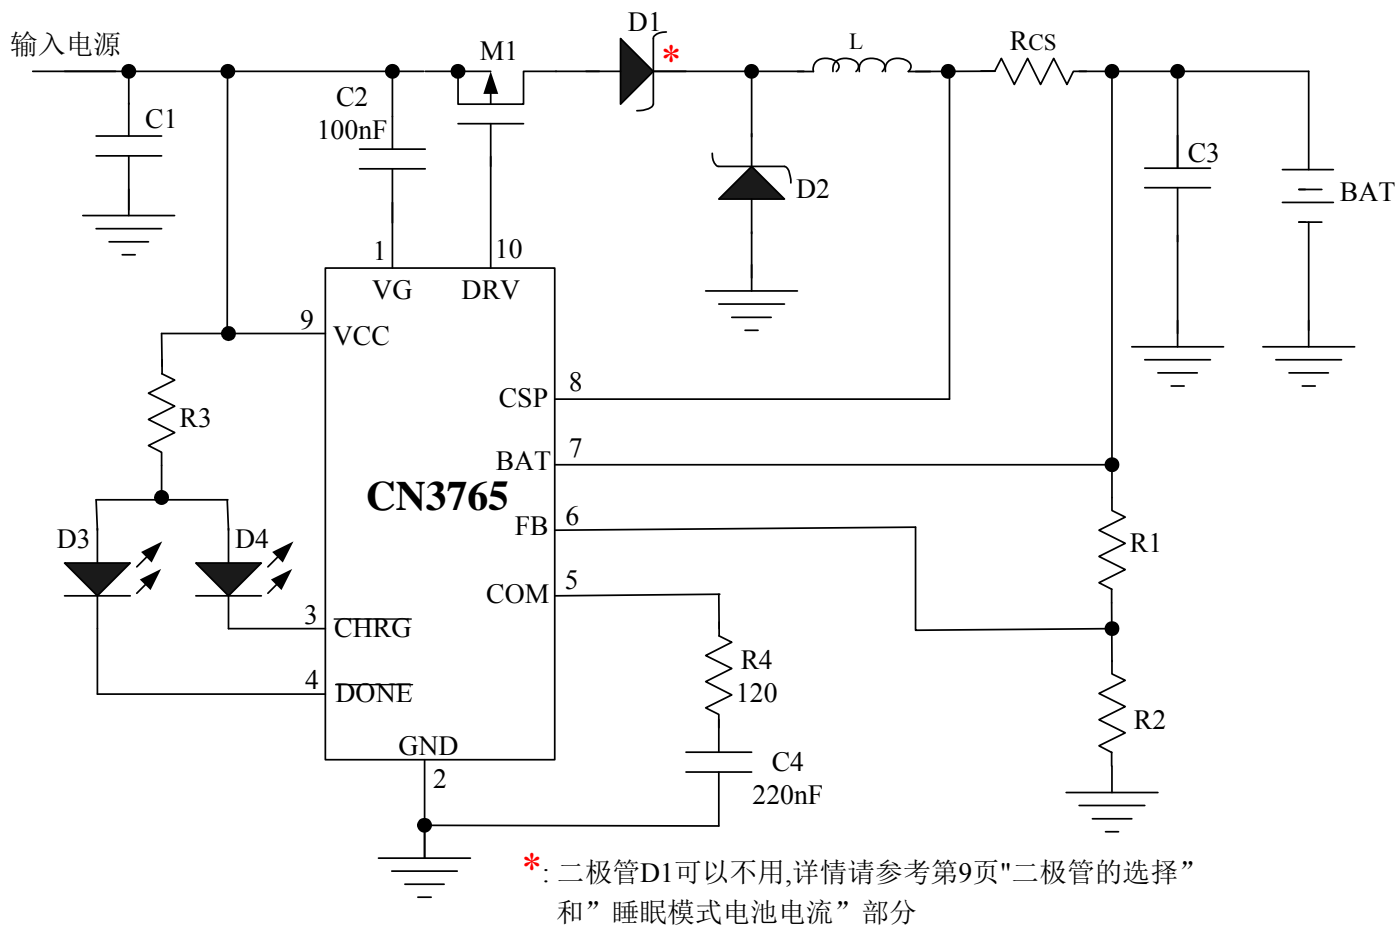 输入电源
D1
*
M1
L
RCS
C1
C2
100nF
C3
D2
BAT
1
10
VG
DRV
9
VCC
8
CSP
R3
7
BAT
CN3765
6
FB
D3
D4
R1
5
COM
3
CHRG
R4
120
4
DONE
R2
GND
2
C4
220nF
*: 二极管D1可以不用,详情请参考第9页"二极管的选择”
和”睡眠模式电池电流”部分